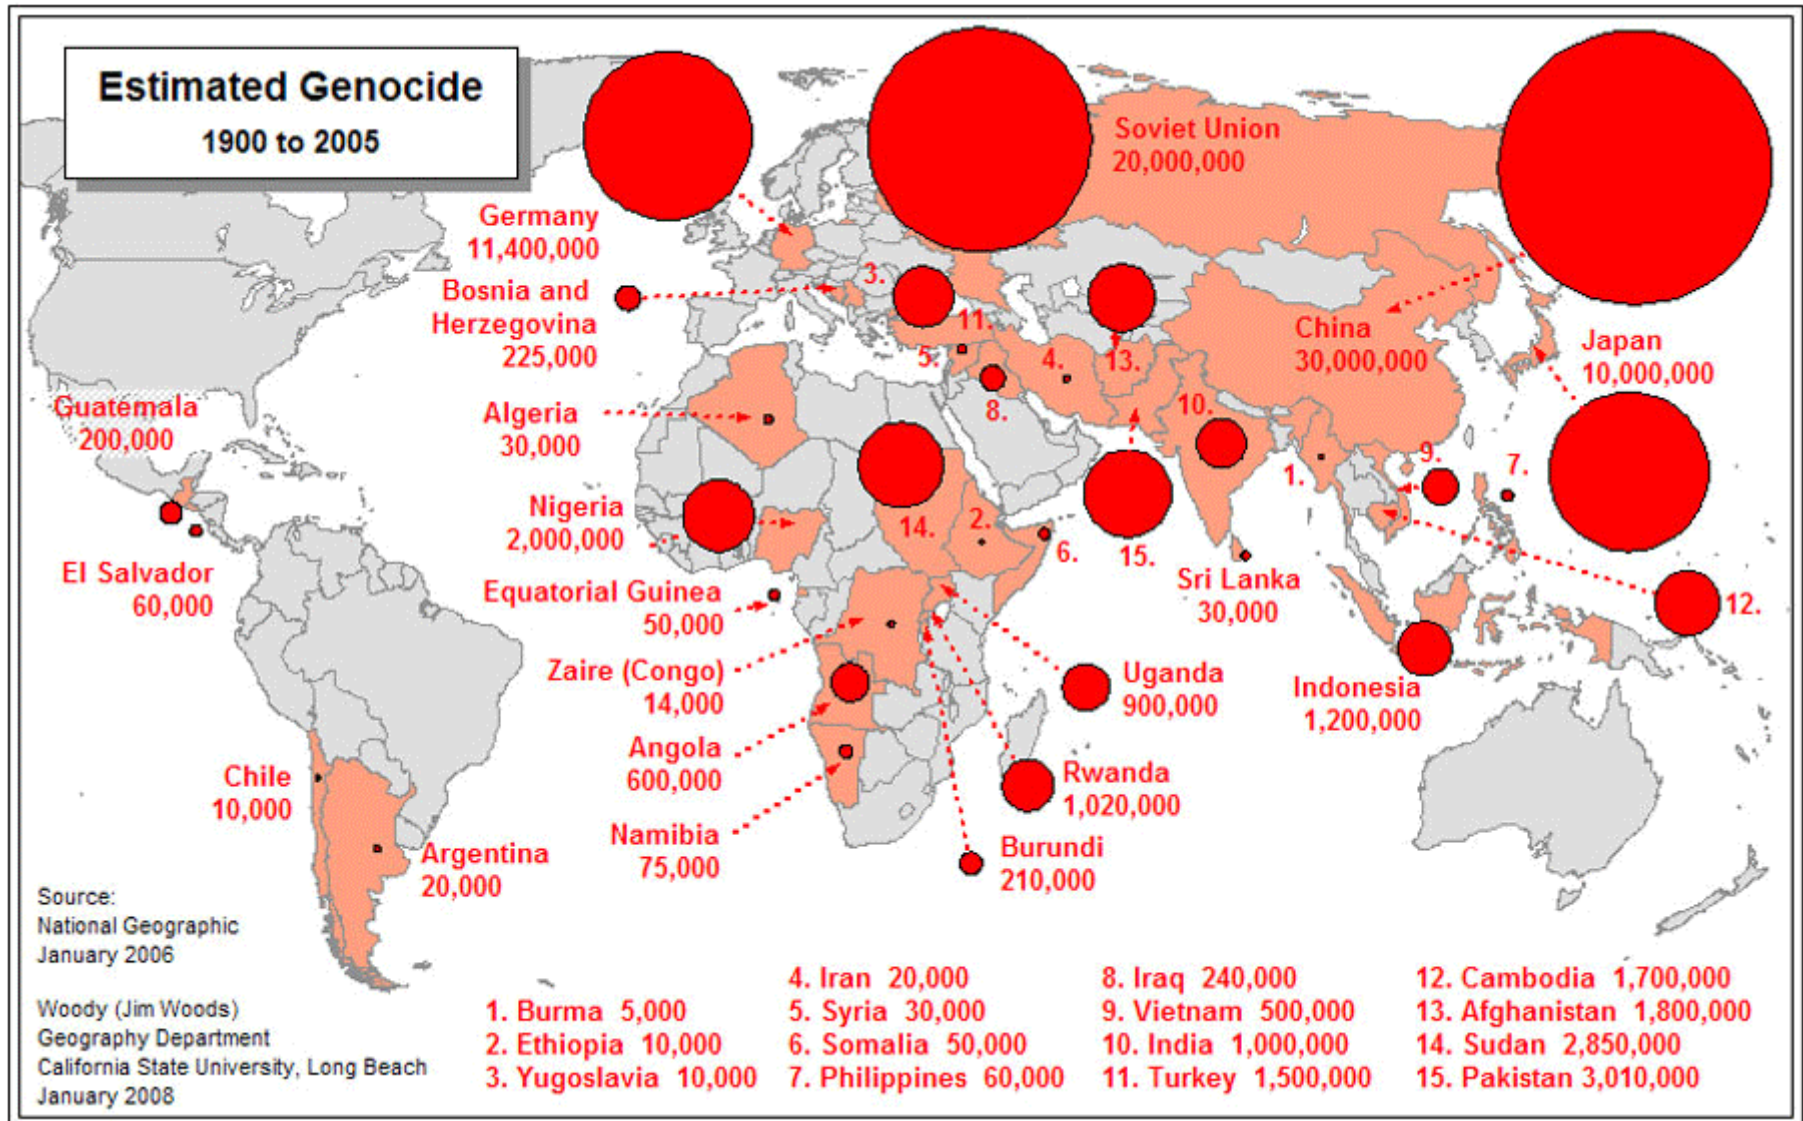 Estimated Genocide
1900 to 2005
Soviet Union
20,000,000
Germany
11,400,000
3.
Bosnia and
Herzegovina
225,000
11.
5.
4.
13.
China
30,000,000
Japan
10,000,000
8.
10.
Guatemala
200,000
Algeria
30,000
9.
7.
1.
Nigeria
2,000,000
14.
2.
6.
15.
El Salvador
60,000
Equatorial Guinea
50,000
Sri Lanka
30,000
12.
Zaire (Congo)
14,000
Uganda
900,000
Indonesia
1,200,000
Angola
600,000
Chile
10,000
Rwanda
1,020,000
Namibia
75,000
Argentina
20,000
Burundi
210,000
Source:
National Geographic
January 2006
Woody (Jim Woods)
Geography Department
California State University, Long Beach
January 2008
1. Burma 5,000
2. Ethiopia 10,000
3. Yugoslavia 10,000
4. Iran 20,000
5. Syria 30,000
6. Somalia 50,000
7. Philippines 60,000
8. Iraq 240,000
9. Vietnam 500,000
10. India 1,000,000
11. Turkey 1,500,000
12. Cambodia 1,700,000
13. Afghanistan 1,800,000
14. Sudan 2,850,000
15. Pakistan 3,010,000